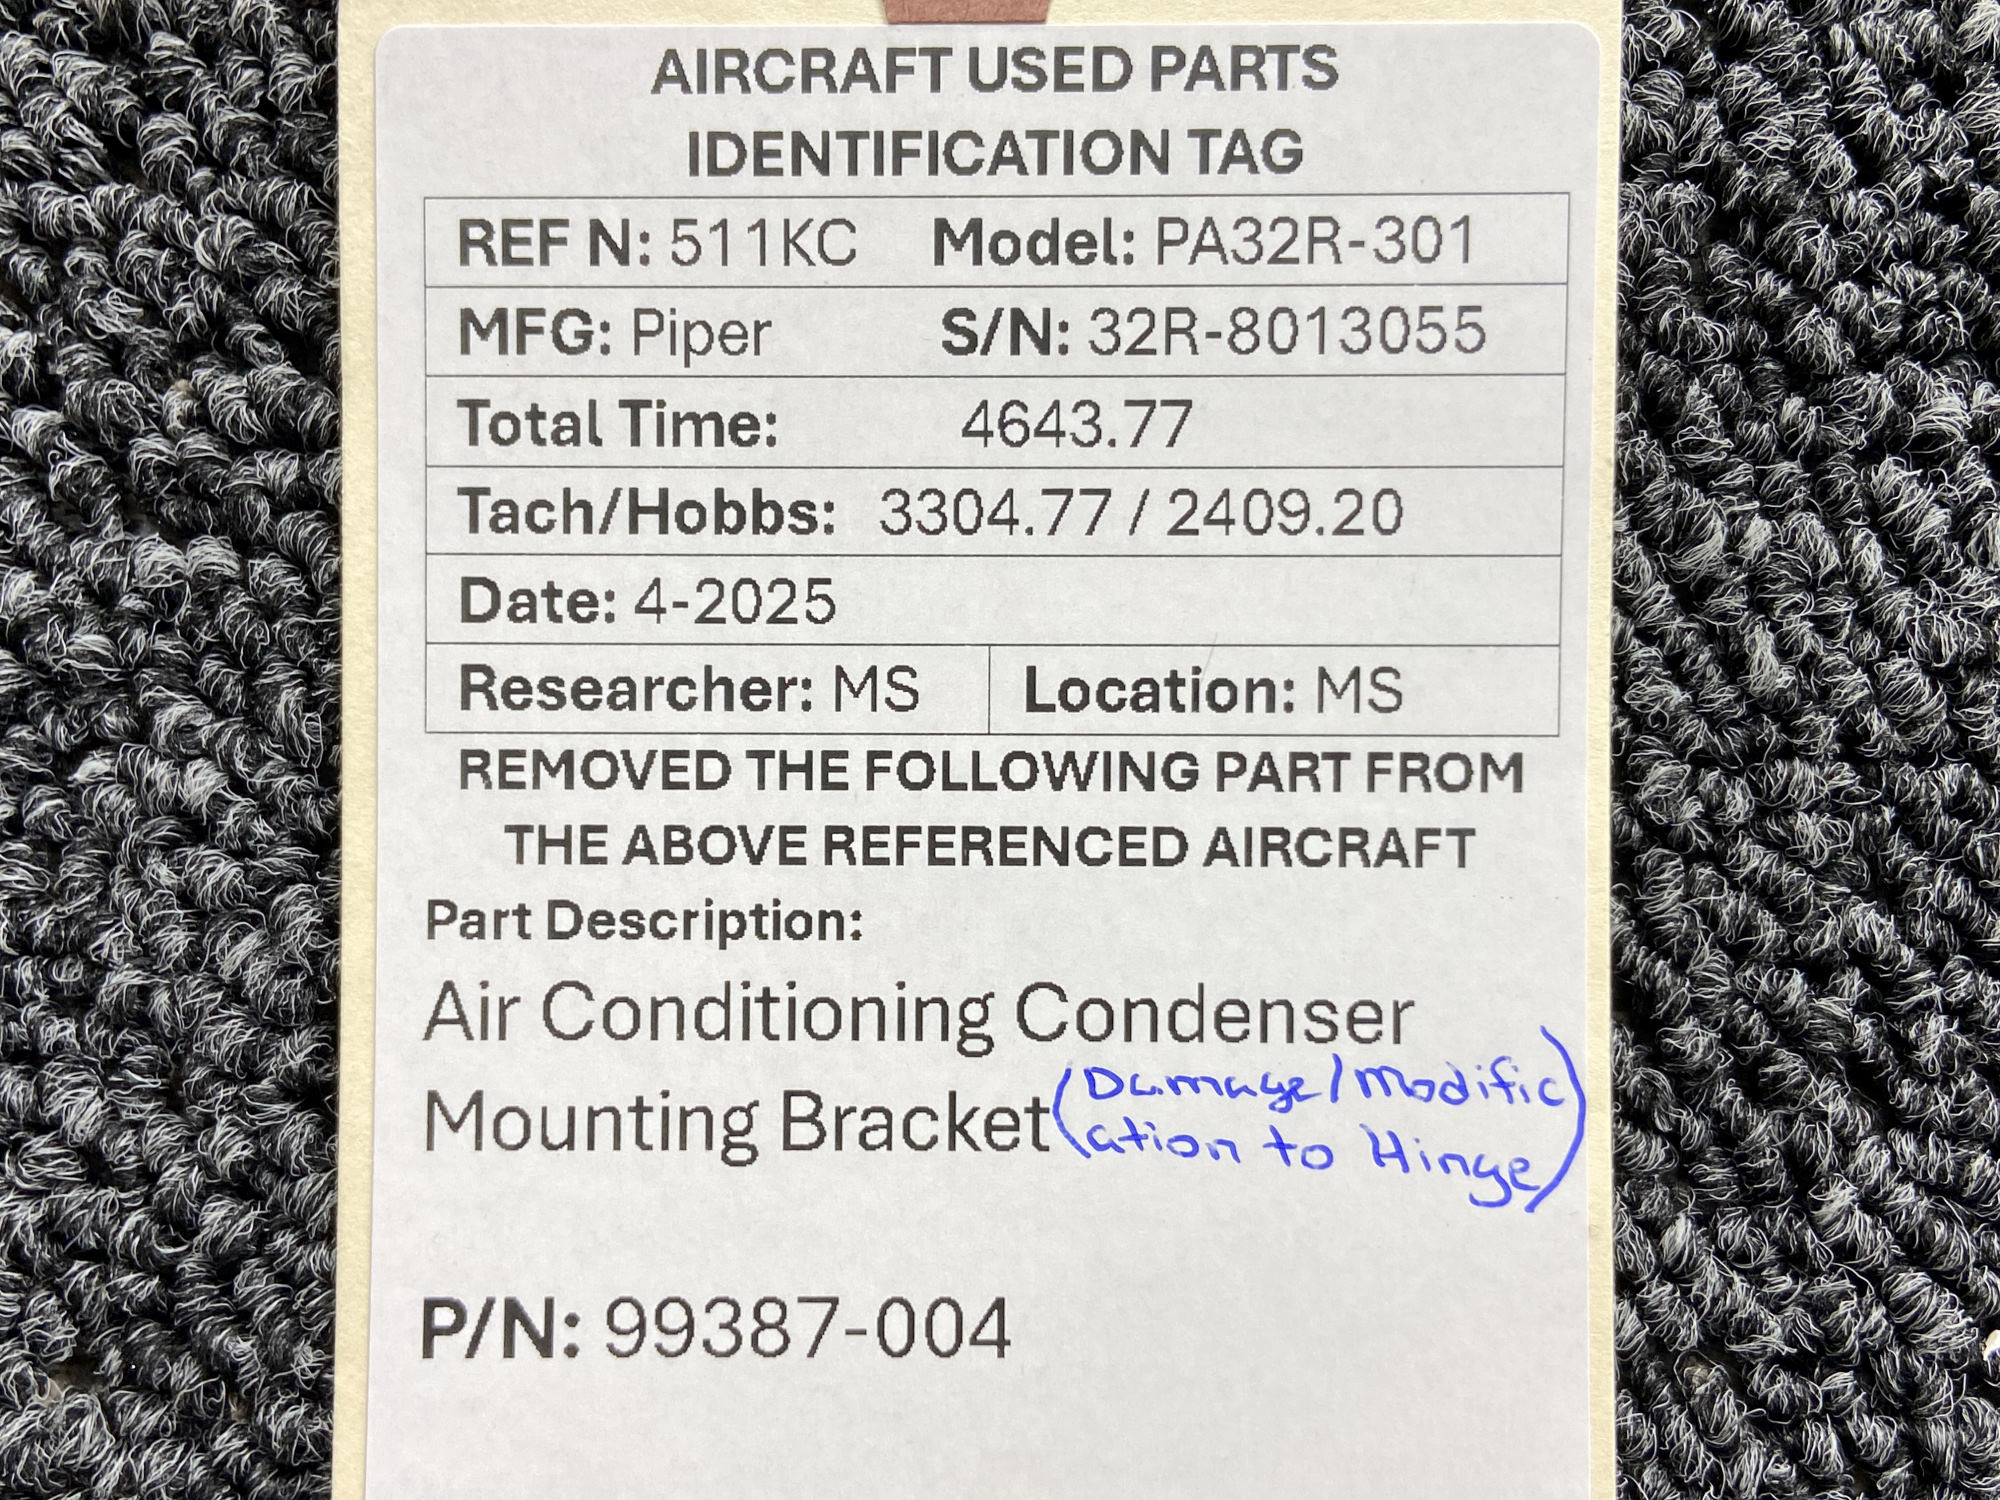 AIRCRAFT USED PARTS
IDENTIFICATION TAG
REF N: 511KC Model: PA32R-301
MFG: Piper S/N: 32R-8013055
Total Time: 4643.77
Tach/Hobbs: 3304.77 / 2409.20
Date: 4-2025
Researcher: MS Location: MS
REMOVED THE FOLLOWING PART FROM
THE ABOVE REFERENCED AIRCRAFT
Part Description:
Air Conditioning Condenser
Mounting Bracket (Damage/Modific
ation to Hinge)
P/N: 99387-004